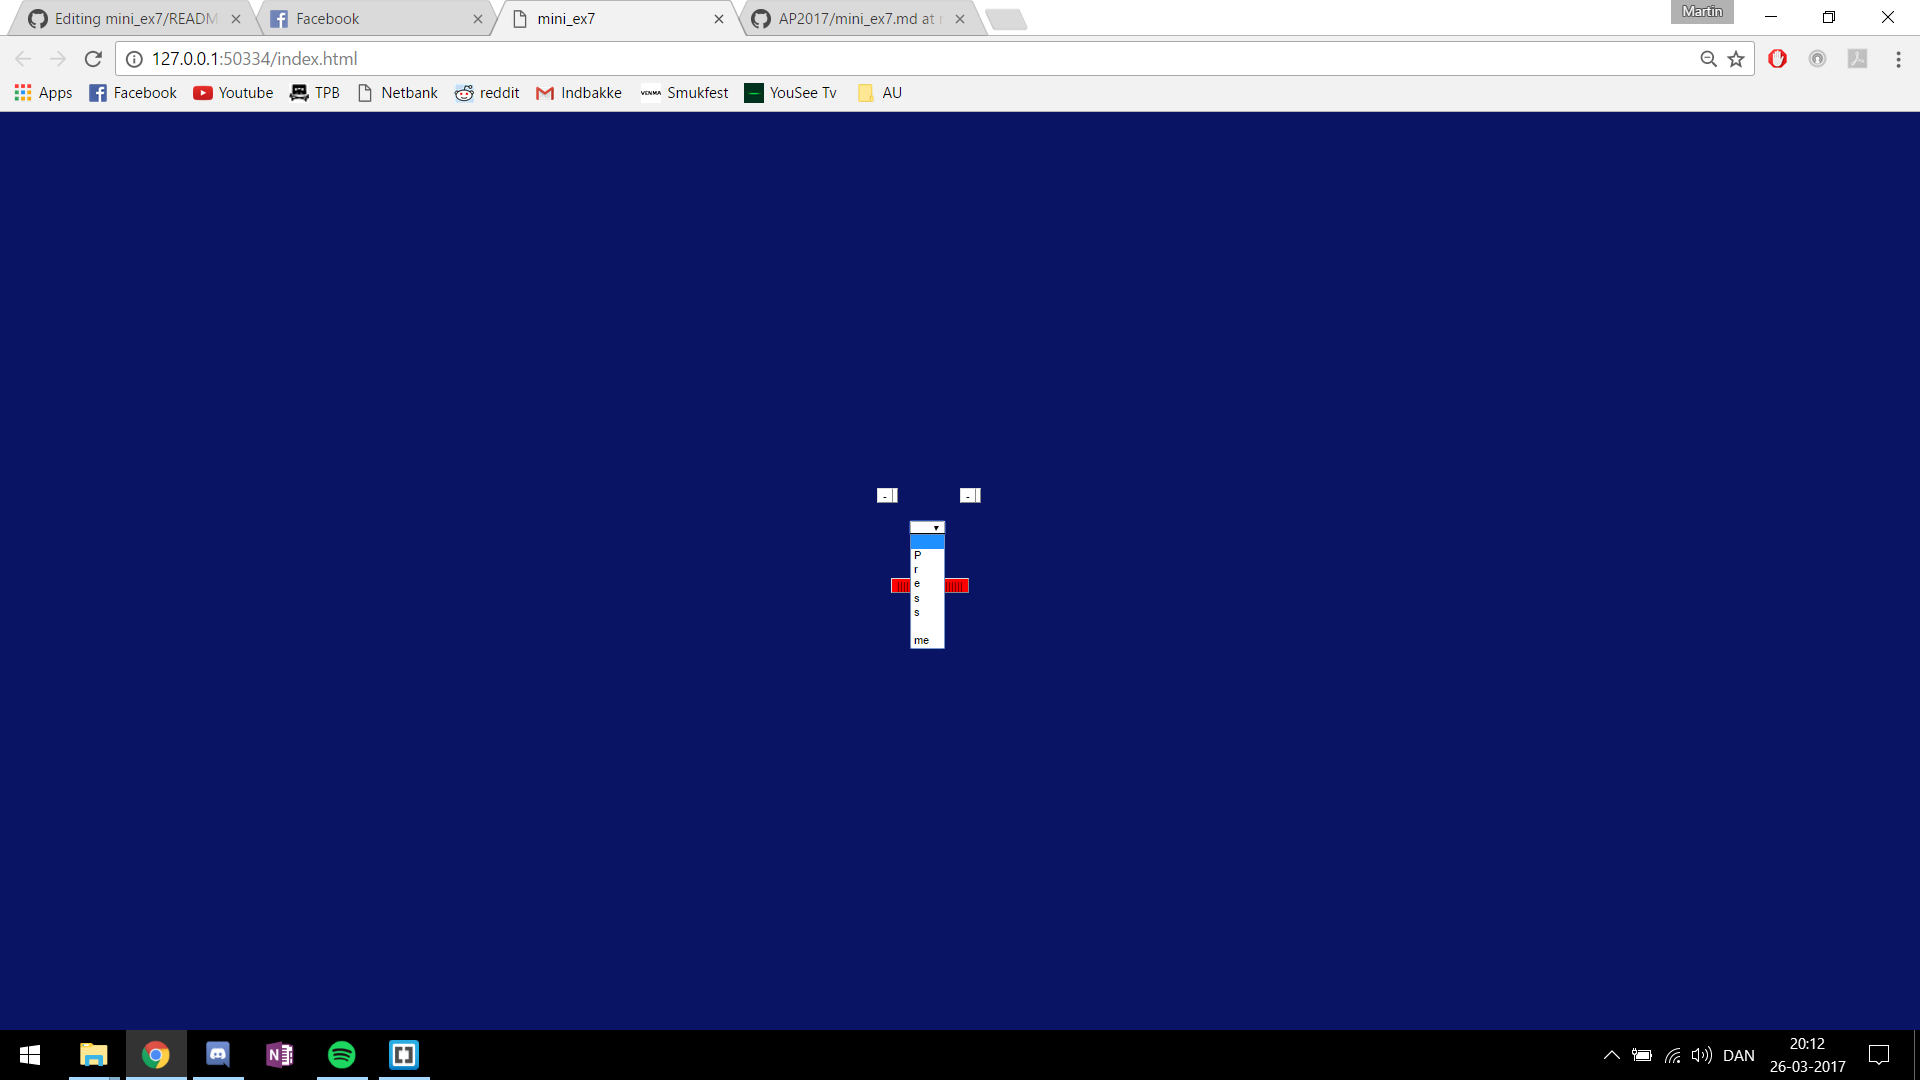 Editing mini_ex7/READM
Facebook
mini_ex7
AP2017/mini_ex7.md at
Martin
127.0.0.1:50334/index.html
Apps Facebook Youtube TPB Netbank reddit Indbakke VENMA Smukfest YouSee Tv AU
- -
P
r
e
s
s
me
N
DAN
20:12
26-03-2017